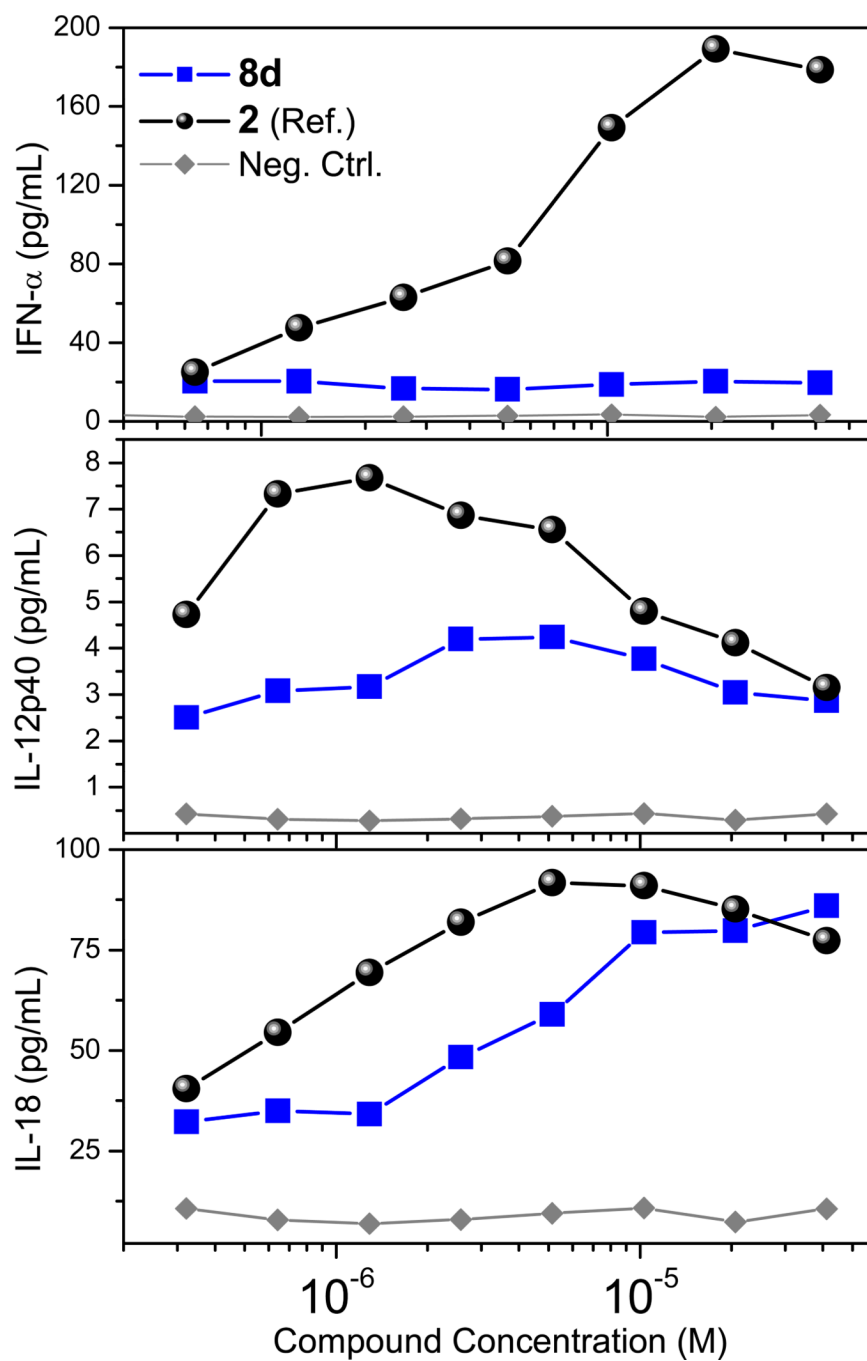 200
160
120
80
40
0
IFN-α (pg/mL)
8d
2 (Ref.)
Neg. Ctrl.
8
7
6
5
4
3
2
1
IL-12p40 (pg/mL)
100
75
50
25
IL-18 (pg/mL)
10⁻⁶ 10⁻⁵
Compound Concentration (M)